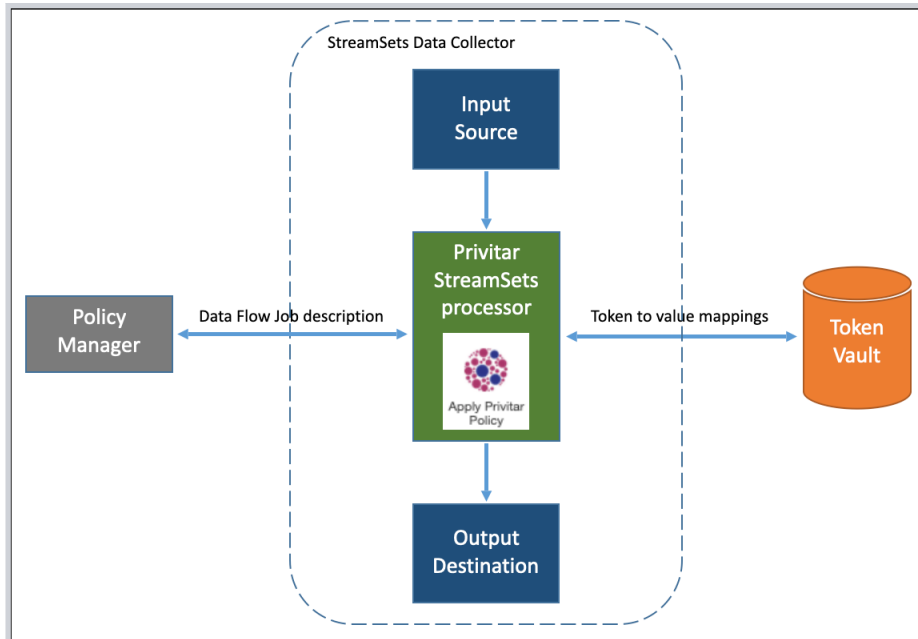 StreamSets Data Collector
Input
Source
Privitar
StreamSets
processor
Apply Privitar
Policy
Policy
Manager
Data Flow Job description
Token to value mappings
Token
Vault
Output
Destination